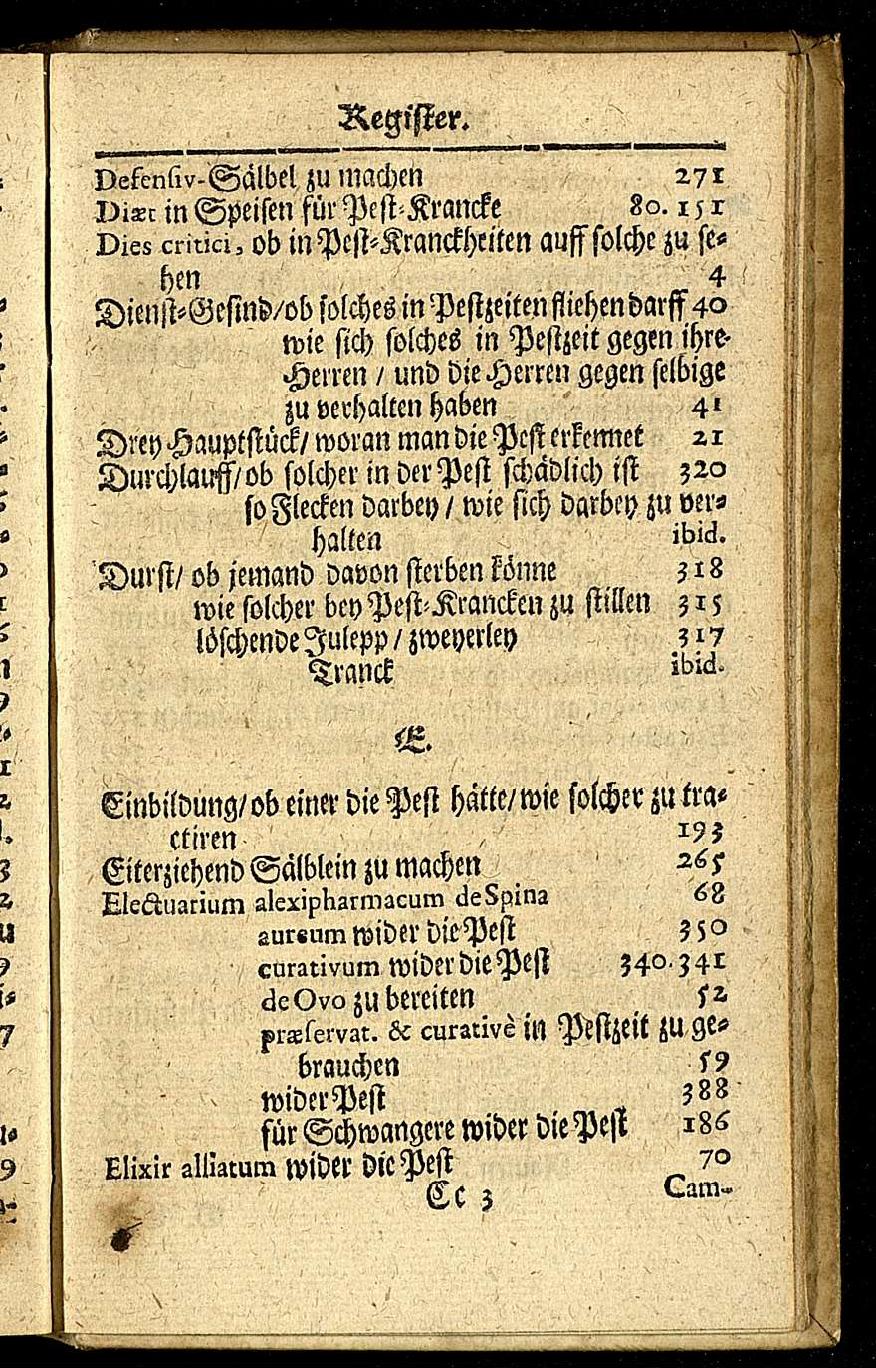 Register.
Defensiv-Sälbel zu machen 271
Diæt in Speisen für Pest-Krancke 80. 151
Dies critici, ob in Pest-Kranckheiten auff solche zu se-
hen 4
Dienst-Gesind/ob solches in Pestzeiten fliehen darff 40
wie sich solches in Pestzeit gegen ihre
Herren / und die Herren gegen selbige
zu verhalten haben 41
Drey Hauptstück/ woran man die Pest erkennet 21
Durchlauff/ob solcher in der Pest schädlich ist 320
so Flecken darbey / wie sich darbey zu ver-
halten ibid.
Durst/ ob jemand davon sterben könne 318
wie solcher bey Pest-Krancken zu stillen 315
löschende Julepp / zweyerley 317
Tranck ibid.
E.
Einbildung/ob einer die Pest hätte/wie solcher zu tra-
ctiren 193
Eiterziehend Sälblein zu machen 265
Electuarium alexipharmacum de Spina 68
aureum wider die Pest 350
curativum wider die Pest 340.341
de Ovo zu bereiten 52
præservat. & curativè in Pestzeit zu ge-
brauchen 59
wider Pest 388
für Schwangere wider die Pest 186
Elixir alliatum wider die Pest 70
Cc 3 Cam-